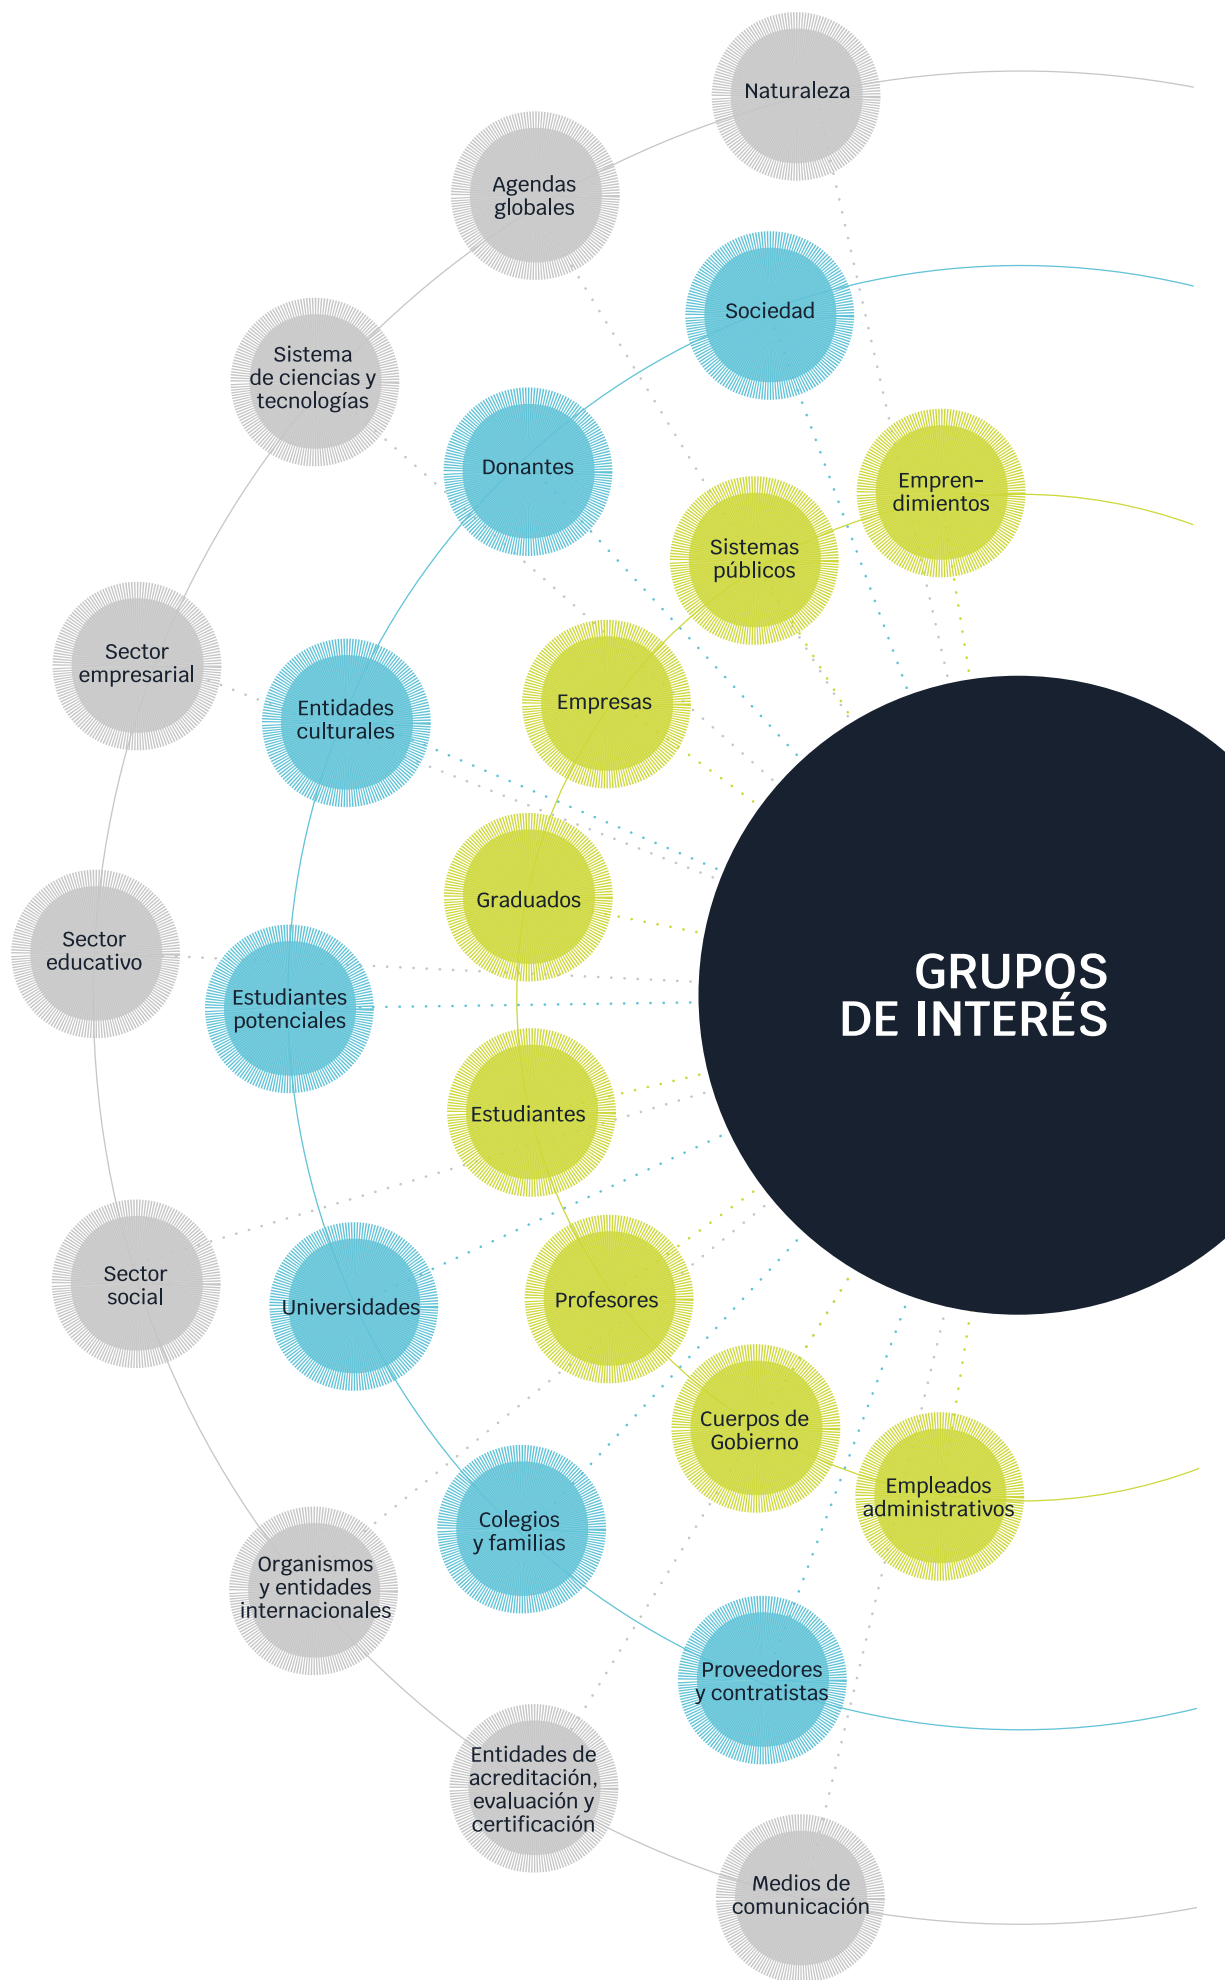 Naturaleza
Agendas
globales
Sociedad
Sistema
de ciencias y
tecnologías
Donantes
Empren-
dimientos
Sistemas
públicos
Sector
empresarial
Entidades
culturales
Empresas
Graduados
Sector
educativo
Estudiantes
potenciales
GRUPOS
DE INTERÉS
Estudiantes
Sector
social
Universidades
Profesores
Cuerpos de
Gobierno
Empleados
administrativos
Colegios
y familias
Organismos
y entidades
internacionales
Proveedores
y contratistas
Entidades de
acreditación,
evaluación y
certificación
Medios de
comunicación